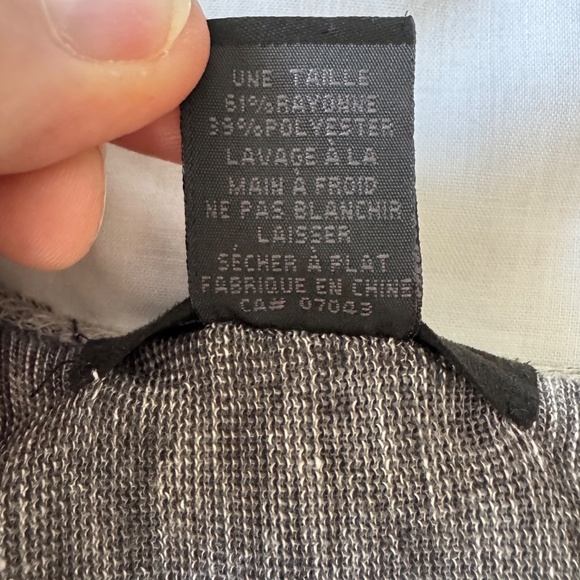 UNE TAILLE
61% RAYONNE
39% POLYESTER
LAVAGE À LA
MAIN À FROID
NE PAS BLANCHIR
LAISSER
SÉCHER À PLAT
FABRIQUE EN CHINE
CA# 07043